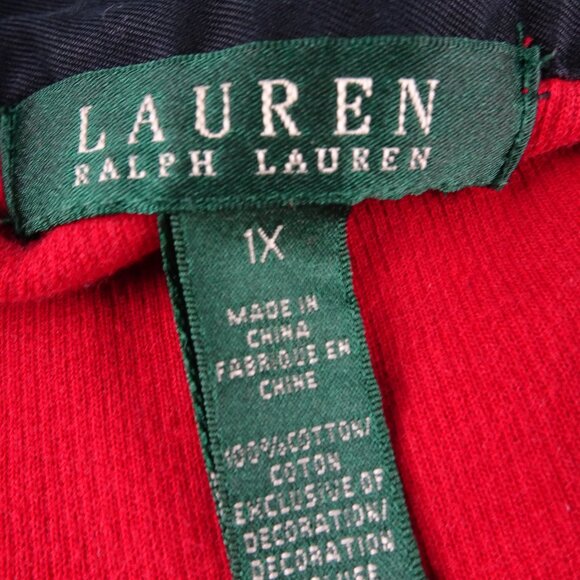 LAUREN
RALPH LAUREN
1X
MADE IN
CHINA
FABRIQUE EN
CHINE
100% COTTON/
COTON
EXCLUSIVE OF
DECORATION/
DECORATION